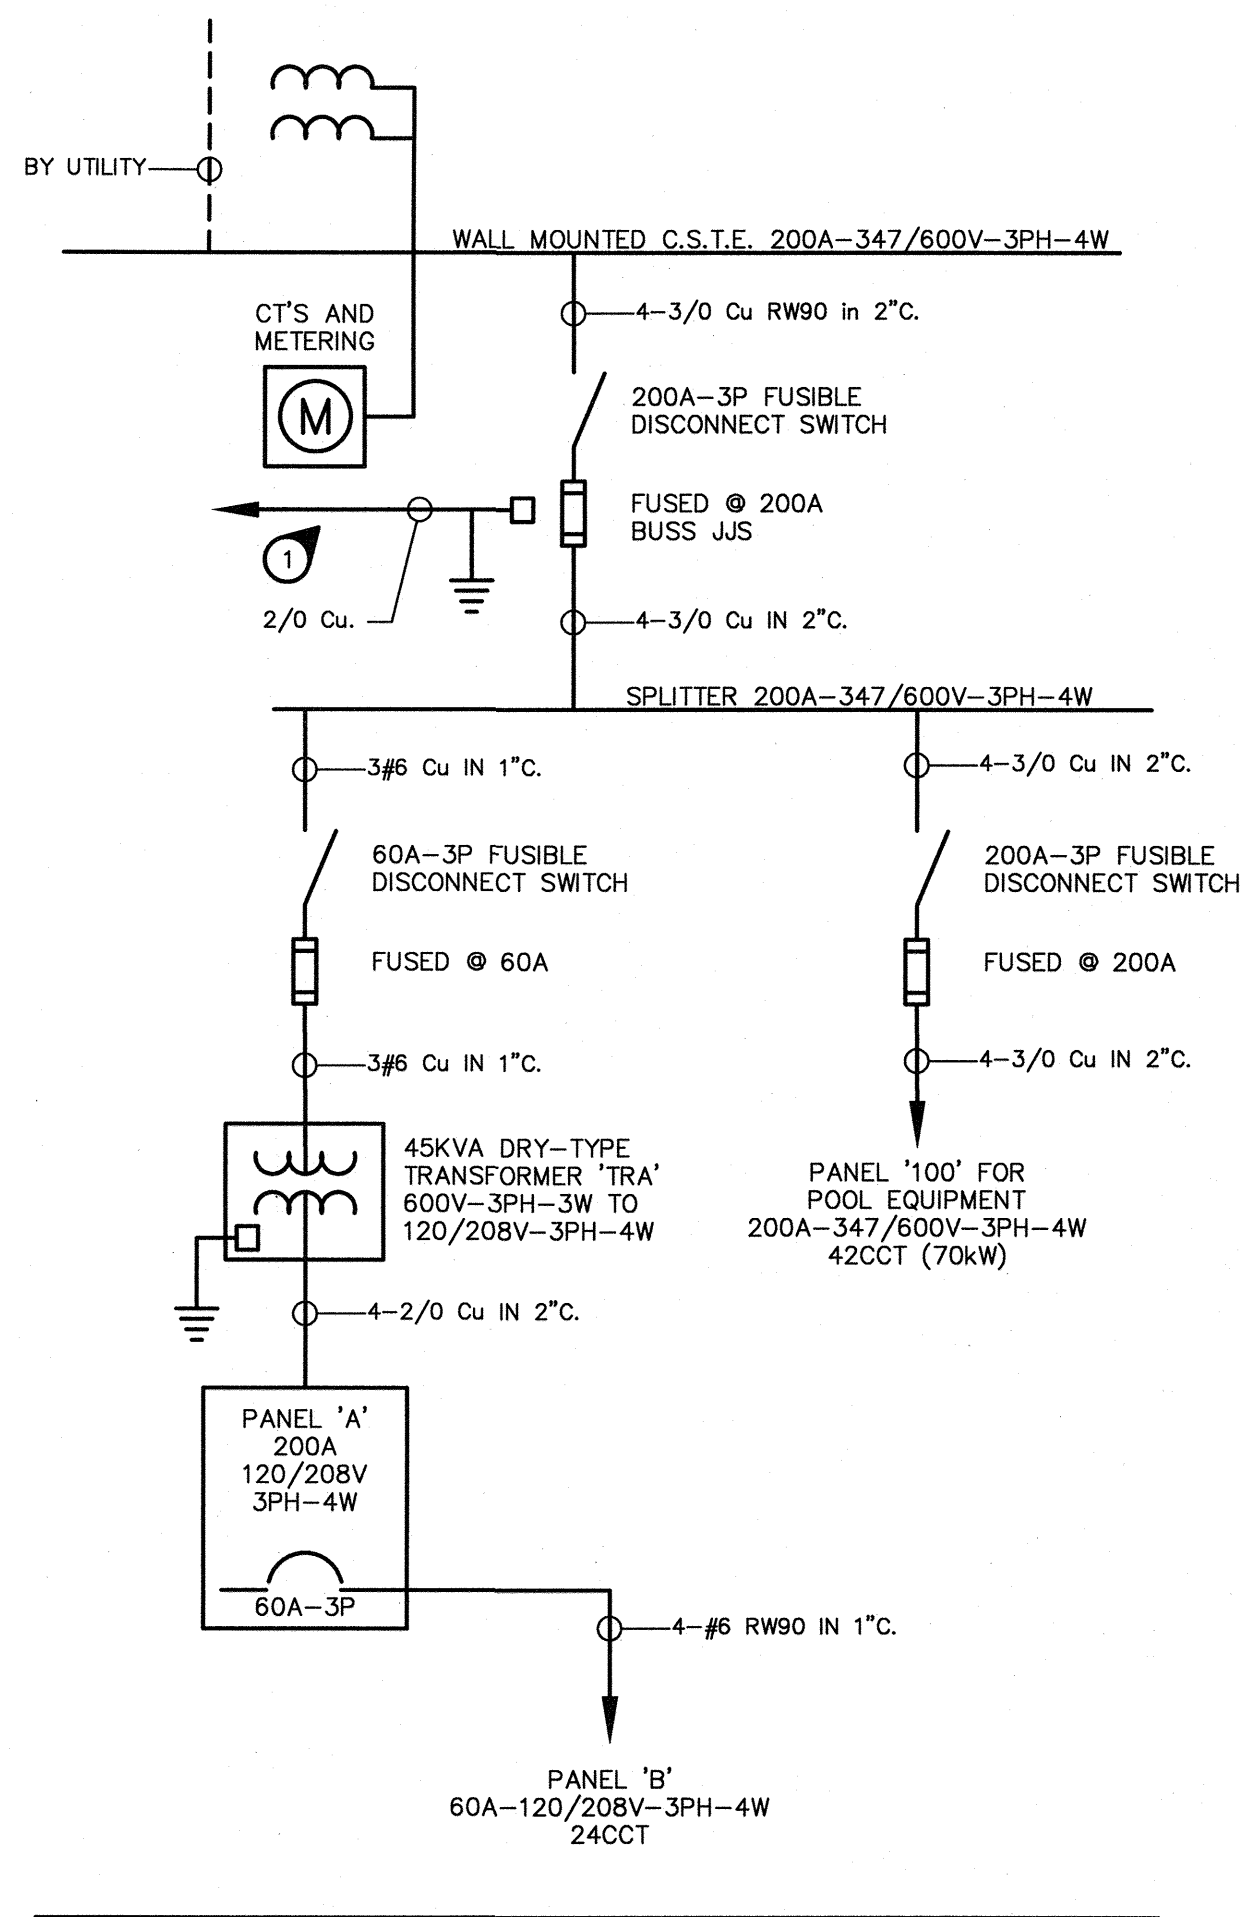 BY UTILITY
WALL MOUNTED C.S.T.E. 200A-347/600V-3PH-4W
CT'S AND
METERING
M
4-3/0 Cu RW90 in 2"C.
200A-3P FUSIBLE
DISCONNECT SWITCH
FUSED @ 200A
BUSS JJS
1
2/0 Cu.
4-3/0 Cu IN 2"C.
SPLITTER 200A-347/600V-3PH-4W
3#6 Cu IN 1"C.
4-3/0 Cu IN 2"C.
60A-3P FUSIBLE
DISCONNECT SWITCH
200A-3P FUSIBLE
DISCONNECT SWITCH
FUSED @ 60A
FUSED @ 200A
3#6 Cu IN 1"C.
4-3/0 Cu IN 2"C.
45KVA DRY-TYPE
TRANSFORMER 'TRA'
600V-3PH-3W TO
120/208V-3PH-4W
PANEL '100' FOR
POOL EQUIPMENT
200A-347/600V-3PH-4W
42CCT (70kW)
4-2/0 Cu IN 2"C.
PANEL 'A'
200A
120/208V
3PH-4W
60A-3P
4-#6 RW90 IN 1"C.
PANEL 'B'
60A-120/208V-3PH-4W
24CCT